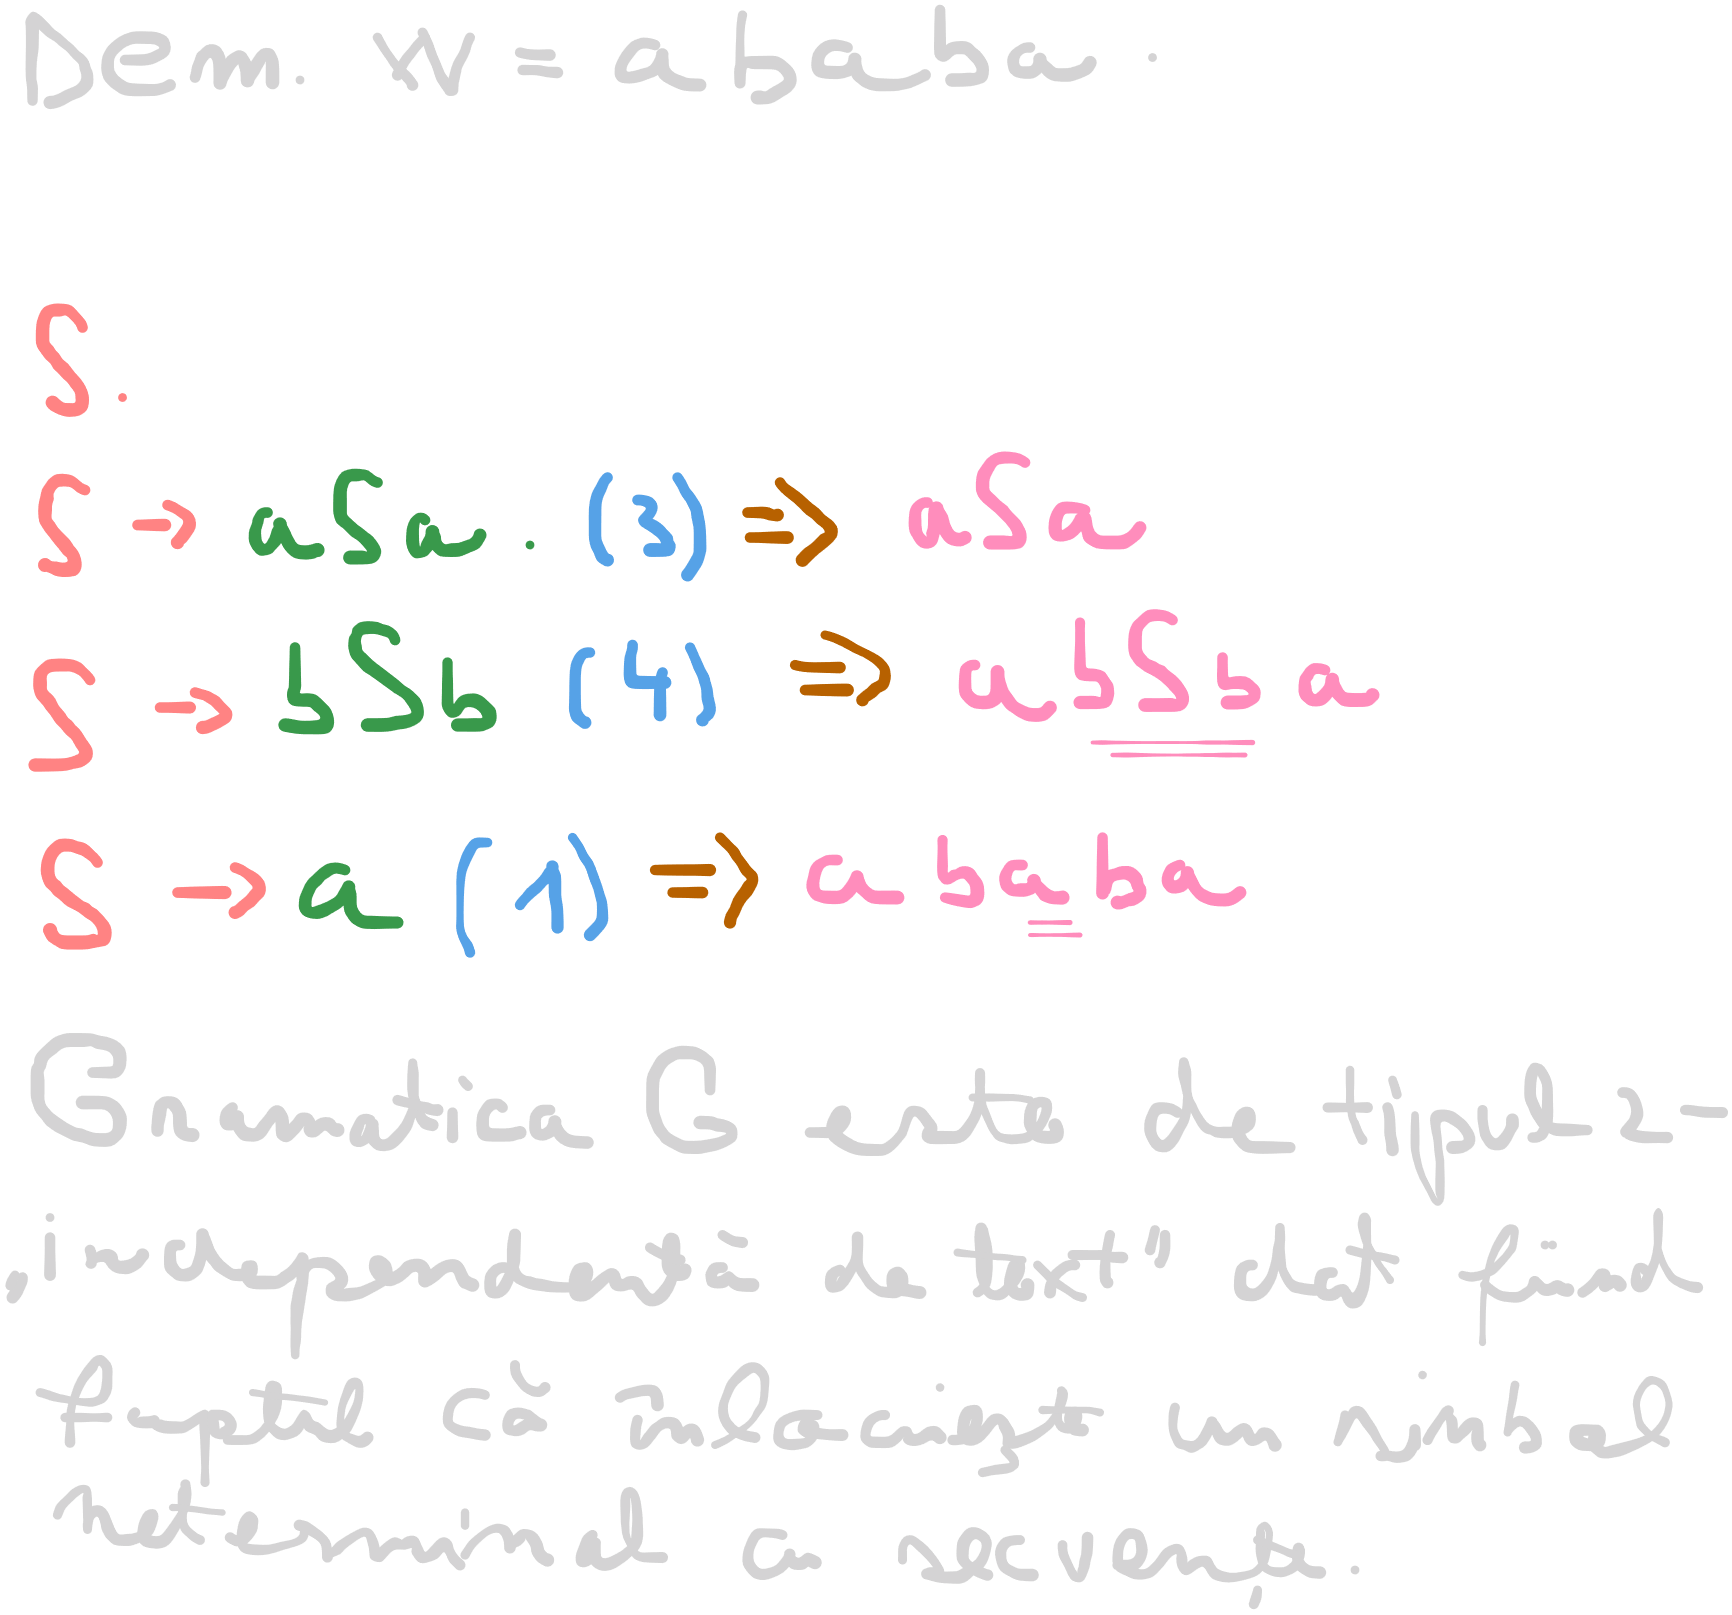 Dem. w = ababa.
S.
S → aSa. (3) ⇒ aSa
S → bSb (4) ⇒ abSba
S → a (1) ⇒ ababa
Gramatica G este de tipul 2 -
„independentă de text" dat fiind
faptul că înlocuiește un simbol
neterminal cu secvențe.